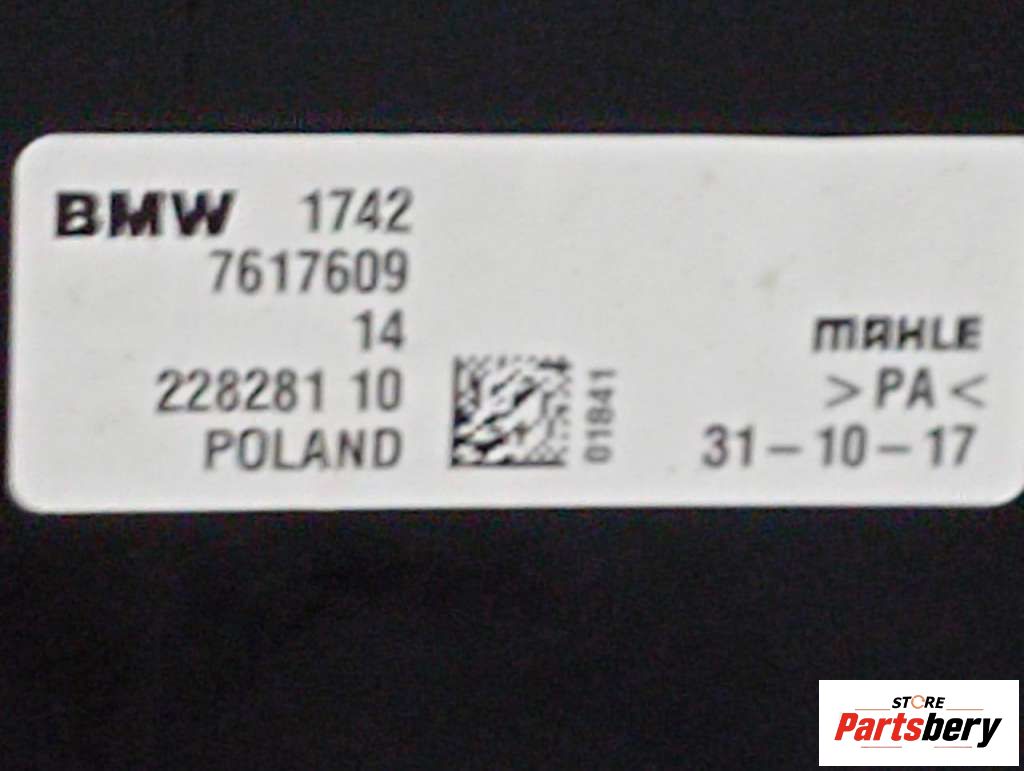 BMW 1742
7617609
14
228281 10
POLAND
01841
MAHLE
>PA<
31-10-17
STORE
Partsbery